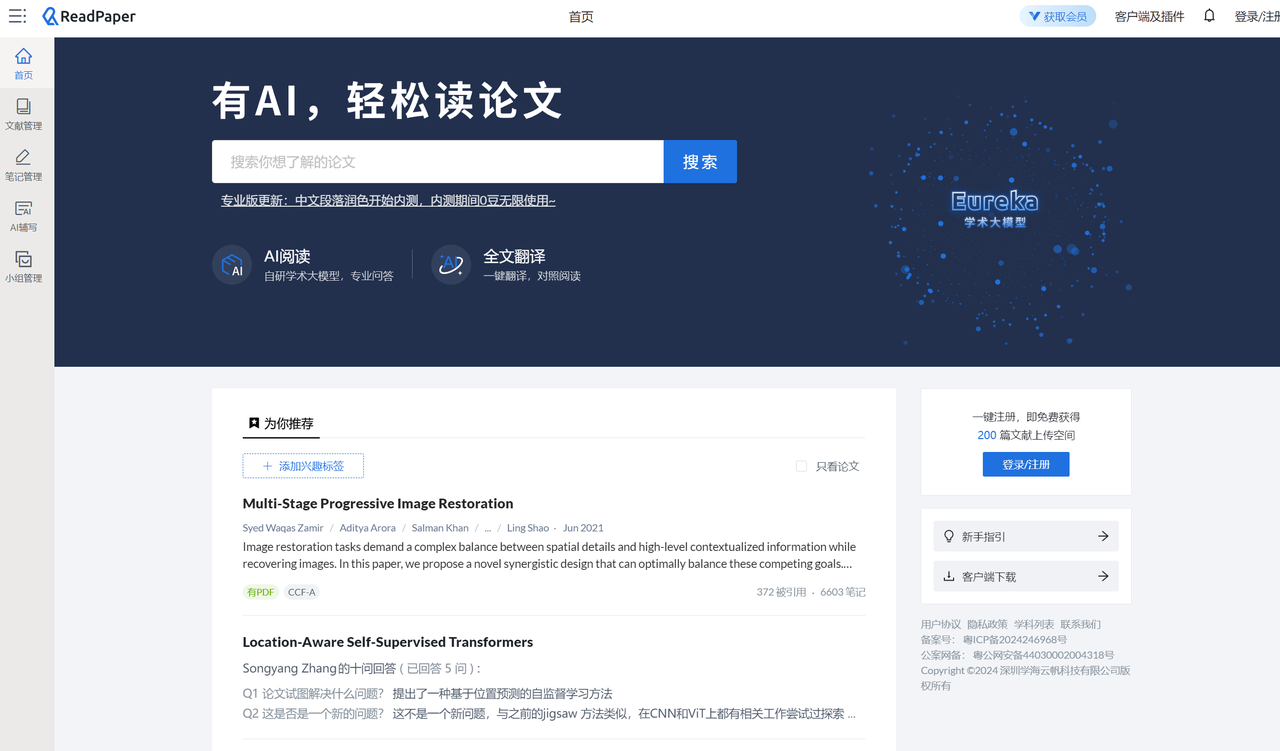 ReadPaper
首页
获取会员
客户端及插件
登录/注册
首页
文献管理
笔记管理
AI辅写
小组管理
有AI，轻松读论文
搜索你想了解的论文
搜索
专业版更新：中文段落润色开始内测，内测期间0豆无限使用~
AI阅读
自研学术大模型，专业问答
AI
全文翻译
一键翻译，对照阅读
AI
Eureka
学术大模型
为你推荐
添加兴趣标签
只看论文
Multi-Stage Progressive Image Restoration
Syed Waqas Zamir / Aditya Arora / Salman Khan / ... / Ling Shao · Jun 2021
Image restoration tasks demand a complex balance between spatial details and high-level contextualized information while
recovering images. In this paper, we propose a novel synergistic design that can optimally balance these competing goals....
有PDF CCF-A
372 被引用 · 6603 笔记
Location-Aware Self-Supervised Transformers
Songyang Zhang的十问回答 ( 已回答 5 问 ) :
Q1 论文试图解决什么问题？ 提出了一种基于位置预测的自监督学习方法
Q2 这是否是一个新的问题？ 这不是一个新问题，与之前的jigsaw 方法类似，在CNN和ViT上都有相关工作尝试过探索 ...
一键注册，即免费获得
200 篇文献上传空间
登录/注册
新手指引
客户端下载
用户协议 隐私政策 学科列表 联系我们
备案号： 粤ICP备2024246968号
公案网备： 粤公网安备44030002004318号
Copyright ©2024 深圳学海云帆科技有限公司版
权所有